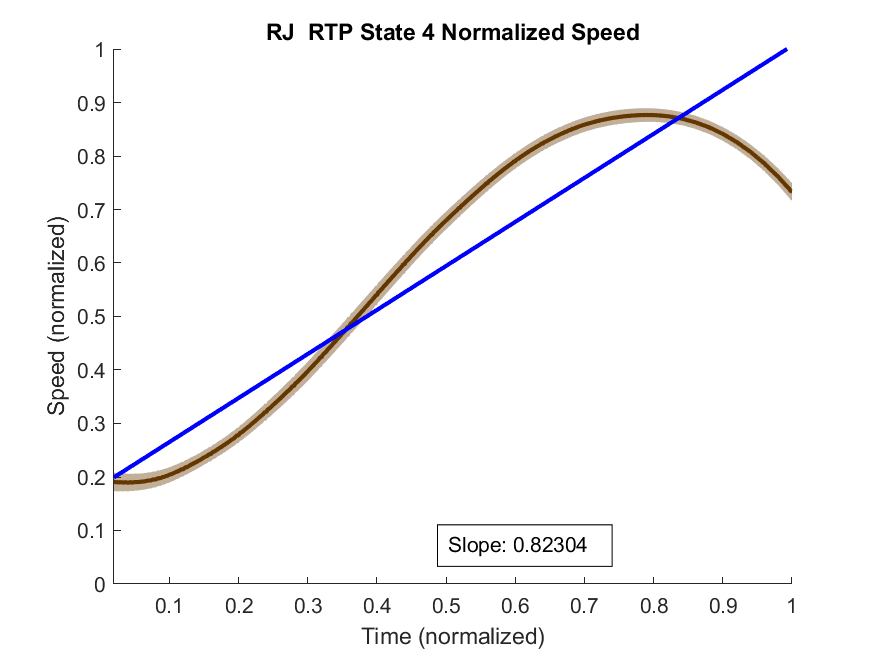 RJ  RTP State 4 Normalized Speed
1
0.9
0.8
0.7
0.6
0.5
0.4
0.3
0.2
0.1
0
Speed (normalized)
Slope: 0.82304
0.1 0.2 0.3 0.4 0.5 0.6 0.7 0.8 0.9 1
Time (normalized)